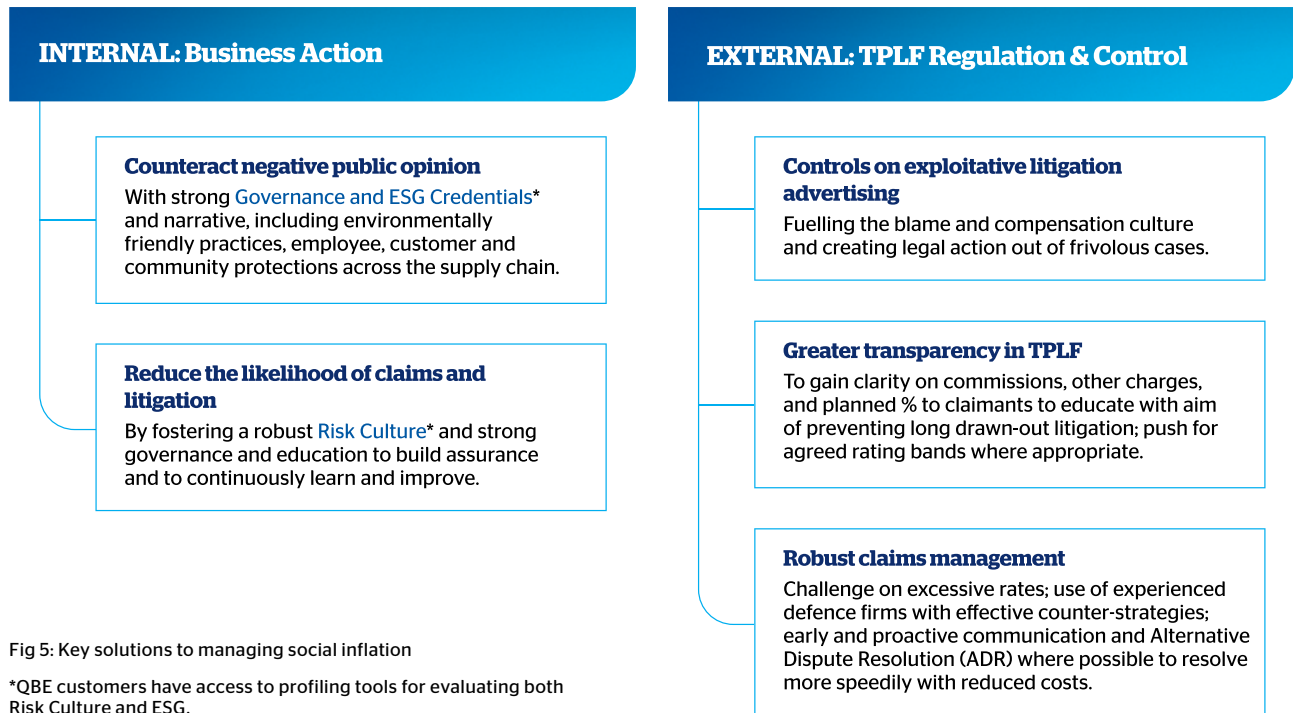 INTERNAL: Business Action
Counteract negative public opinion
With strong Governance and ESG Credentials*
and narrative, including environmentally
friendly practices, employee, customer and
community protections across the supply chain.
Reduce the likelihood of claims and
litigation
By fostering a robust Risk Culture* and strong
governance and education to build assurance
and to continuously learn and improve.
EXTERNAL: TPLF Regulation & Control
Controls on exploitative litigation
advertising
Fuelling the blame and compensation culture
and creating legal action out of frivolous cases.
Greater transparency in TPLF
To gain clarity on commissions, other charges,
and planned % to claimants to educate with aim
of preventing long drawn-out litigation; push for
agreed rating bands where appropriate.
Robust claims management
Challenge on excessive rates; use of experienced
defence firms with effective counter-strategies;
early and proactive communication and Alternative
Dispute Resolution (ADR) where possible to resolve
more speedily with reduced costs.
Fig 5: Key solutions to managing social inflation
*QBE customers have access to profiling tools for evaluating both
Risk Culture and ESG.